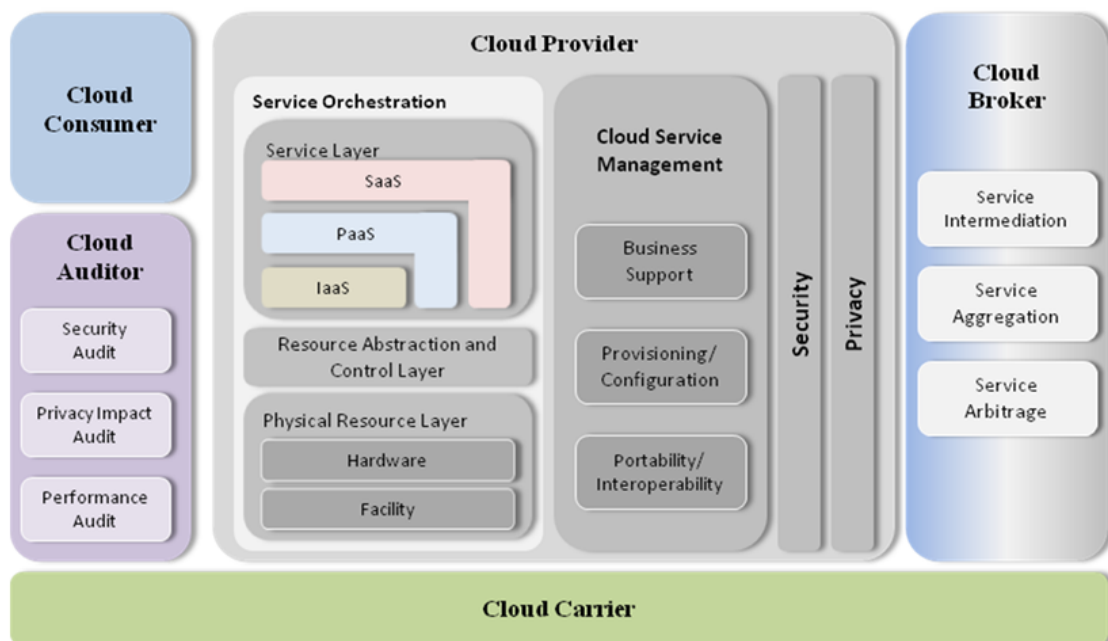 Cloud
Consumer
Cloud
Auditor
Security
Audit
Privacy Impact
Audit
Performance
Audit
Cloud Provider
Service Orchestration
Service Layer
SaaS
PaaS
IaaS
Resource Abstraction and
Control Layer
Physical Resource Layer
Hardware
Facility
Cloud Service
Management
Business
Support
Provisioning/
Configuration
Portability/
Interoperability
Security
Privacy
Cloud
Broker
Service
Intermediation
Service
Aggregation
Service
Arbitrage
Cloud Carrier